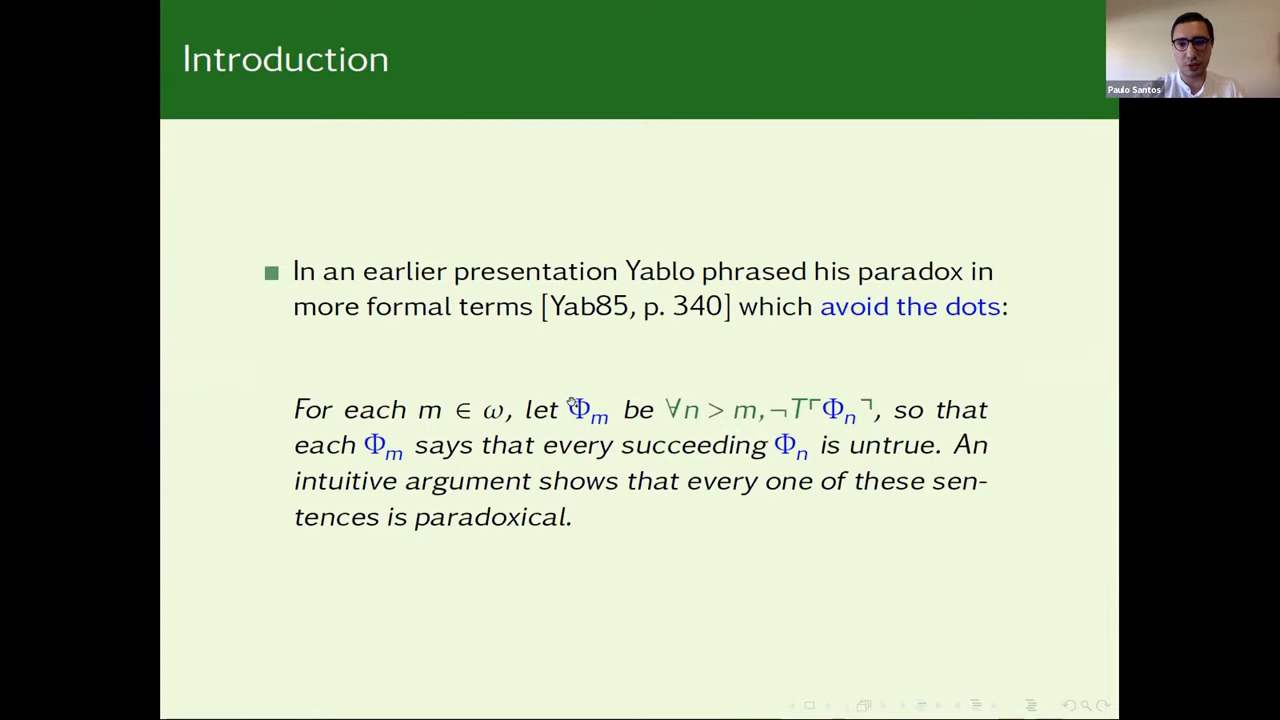 Introduction
Paulo Santos
In an earlier presentation Yablo phrased his paradox in
more formal terms [Yab85, p. 340] which avoid the dots:
For each m ∈ ω, let Φₘ be ∀n > m, ¬T⌜Φₙ⌝, so that
each Φₘ says that every succeeding Φₙ is untrue. An
intuitive argument shows that every one of these sen-
tences is paradoxical.